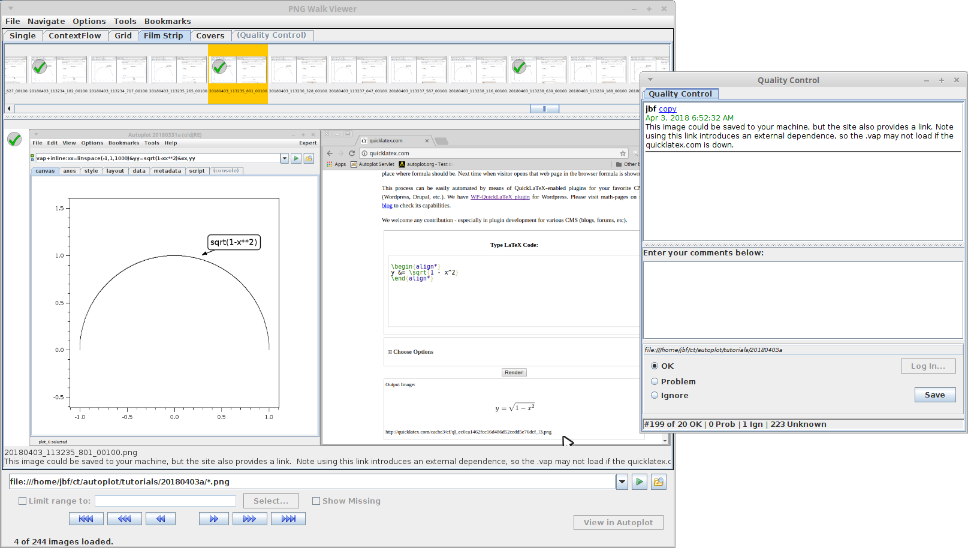 PNG Walk Viewer
File Navigate Options Tools Bookmarks
Single ContextFlow Grid Film Strip Covers (Quality Control)
Autoplot 20180331a
File Edit View Options Bookmarks Tools Help Expert
vap+inline:xx=linspace(-1,1,1000)&yy=sqrt(1-xx**2)&xx,yy
canvas axes style layout data metadata script (console)
1.5
1.0
0.5
0.0
-0.5
-1.0 -0.5 0.0 0.5 1.0
sqrt(1-x**2)
plot_0 selected
quicklatex.com
quicklatex.com
Apps Autoplot Servlet autoplot.org - Other
place where formula should be. Next time when visitor opens that web page in the browser formula is shown
This process can be easily automated by means of QuickLaTeX-enabled plugins for your favorite CM
(Wordpress, Drupal, etc.). We have WP-QuickLaTeX plugin for Wordpress. Please visit math-pages on
blog to check its capabilities.
We welcome any contribution - especially in plugin development for various CMS (blogs, forums, etc).
Type LaTeX Code:
\begin{align*}
y &= \sqrt{1 - x^2}
\end{align*}
Choose Options
Render
Output Image:
y = √1 − x²
20180403_113235_801_00100.png
This image could be saved to your machine, but the site also provides a link. Note using this link introduces an external dependence, so the .vap may not load if the quicklatex.c
file:///home/jbf/ct/autoplot/tutorials/20180403a/*.png
Limit range to: Select... Show Missing
View in Autoplot
4 of 244 images loaded.
Quality Control
Quality Control
jbf copy
Apr 3, 2018 6:52:32 AM
This image could be saved to your machine, but the site also provides a link. Note
using this link introduces an external dependence, so the .vap may not load if the
quicklatex.com is down.
Enter your comments below:
file:///home/jbf/ct/autoplot/tutorials/20180403a
OK Log In...
Problem
Ignore Save
#199 of 20 OK | 0 Prob | 1 Ign | 223 Unknown